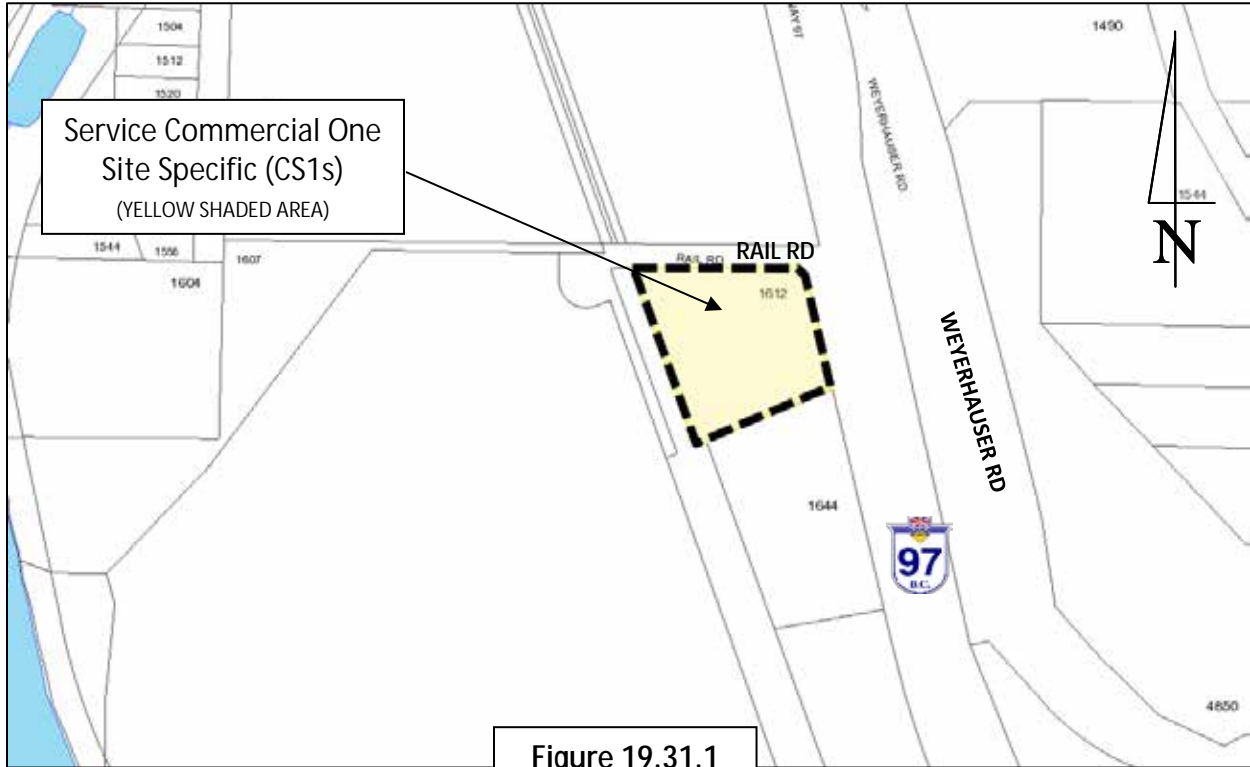 1504
1512
1520
Service Commercial One
Site Specific (CS1s)
(YELLOW SHADED AREA)
1544
1556
1604
1607
RAIL RD
RAIL RD
1612
WEYERHAUSER RD
WEYERHAUSER RD
1490
1544
N
1644
97
B.C.
4850
Figure 19.31.1